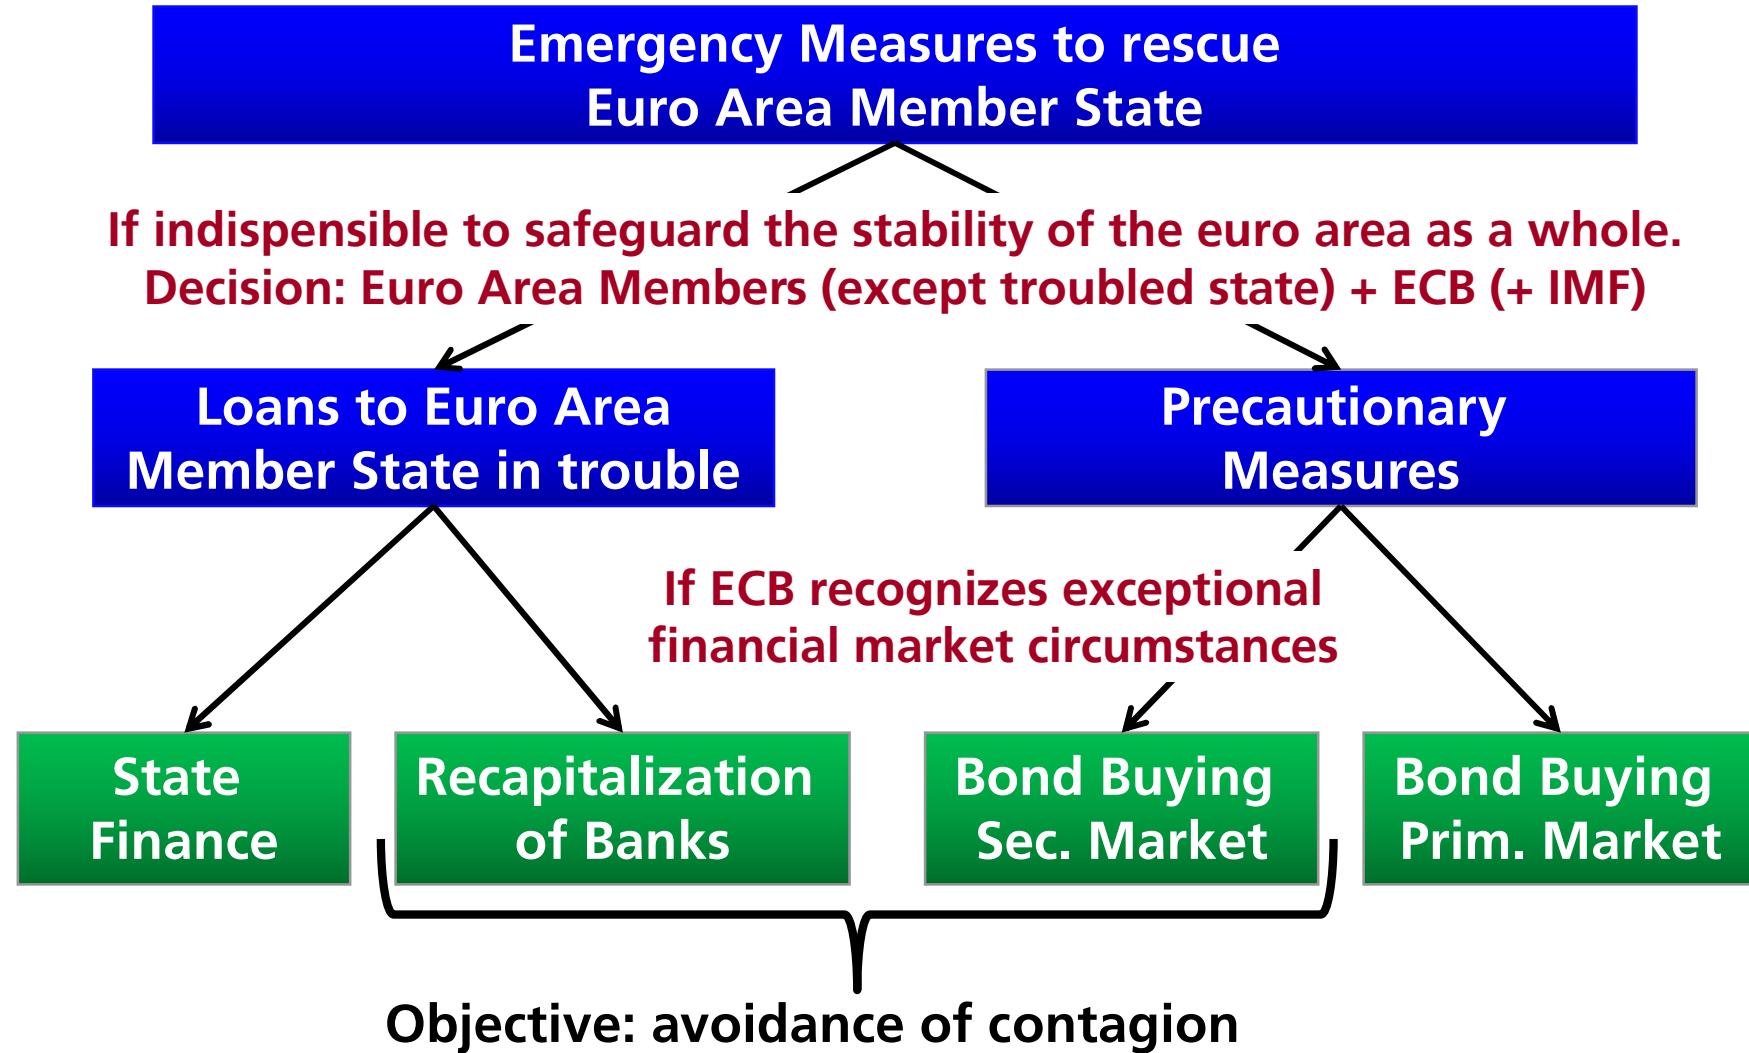 Emergency Measures to rescue
Euro Area Member State
If indispensible to safeguard the stability of the euro area as a whole.
Decision: Euro Area Members (except troubled state) + ECB (+ IMF)
Loans to Euro Area
Member State in trouble
Precautionary
Measures
If ECB recognizes exceptional
financial market circumstances
State
Finance
Recapitalization
of Banks
Bond Buying
Sec. Market
Bond Buying
Prim. Market
Objective: avoidance of contagion